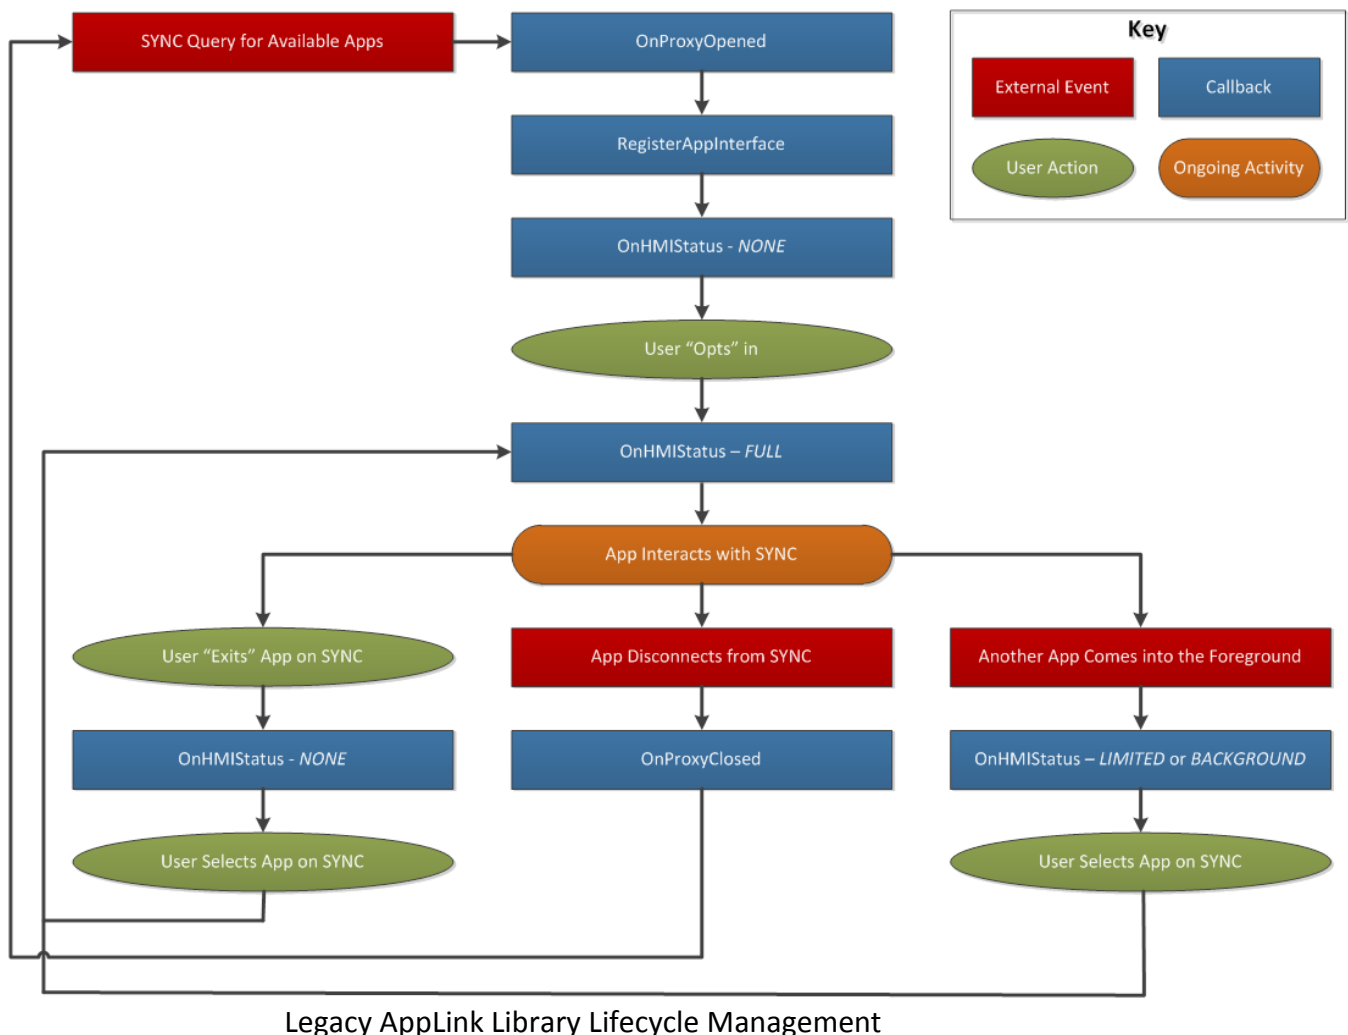 SYNC Query for Available Apps
OnProxyOpened
Key
External Event
Callback
User Action
Ongoing Activity
RegisterAppInterface
OnHMIStatus - NONE
User “Opts” in
OnHMIStatus – FULL
App Interacts with SYNC
User “Exits” App on SYNC
App Disconnects from SYNC
Another App Comes into the Foreground
OnHMIStatus - NONE
OnProxyClosed
OnHMIStatus – LIMITED or BACKGROUND
User Selects App on SYNC
User Selects App on SYNC
Legacy AppLink Library Lifecycle Management